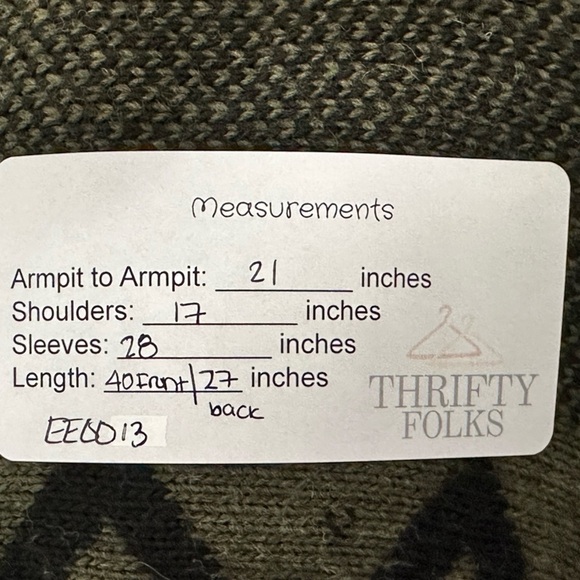 Measurements
Armpit to Armpit: 21 inches
Shoulders: 17 inches
Sleeves: 28 inches
Length: 40 Front/27 inches
back
THRIFTY
FOLKS